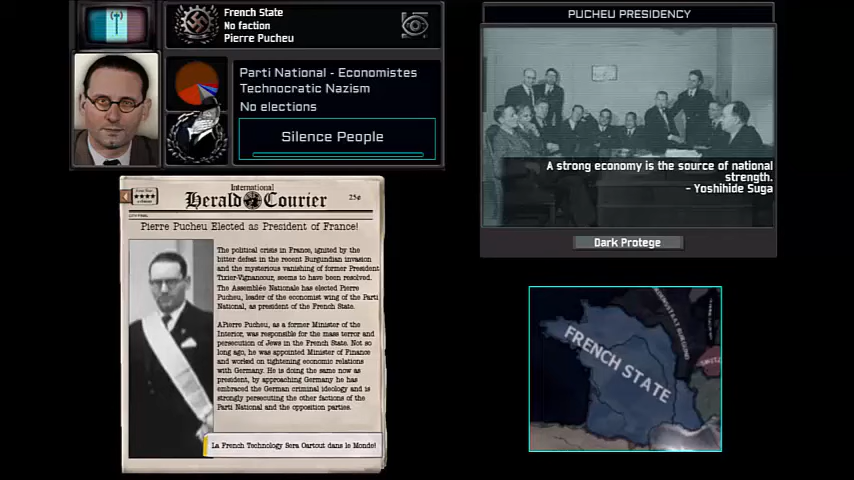 French State
No faction
Pierre Pucheu
Parti National - Economistes
Technocratic Nazism
No elections
Silence People
PUCHEU PRESIDENCY
A strong economy is the source of national
strength.
- Yoshihide Suga
Dark Protege
International
Herald Courier
25¢
Pierre Pucheu Elected as President of France!
The political crisis in France, ignited by the
bitter defeat in the recent Burgundian invasion
and the mysterious vanishing of former President
Tixier-Vignancour, seems to have been resolved.
The Assemblée Nationale has elected Pierre
Pucheu, leader of the economist wing of the Parti
National, as president of the French State.
APierre Pucheu, as a former Minister of the
Interior, was responsible for the mass terror and
persecution of Jews in the French State. Not so
long ago, he was appointed Minister of Finance
and worked on tightening economic relations
with Germany. He is doing the same now as
president, by approaching Germany he has
embraced the German criminal ideology and is
strongly persecuting the other factions of the
Parti National and the opposition parties.
La French Technology Sera Oartout dans le Monde!
FRENCH STATE